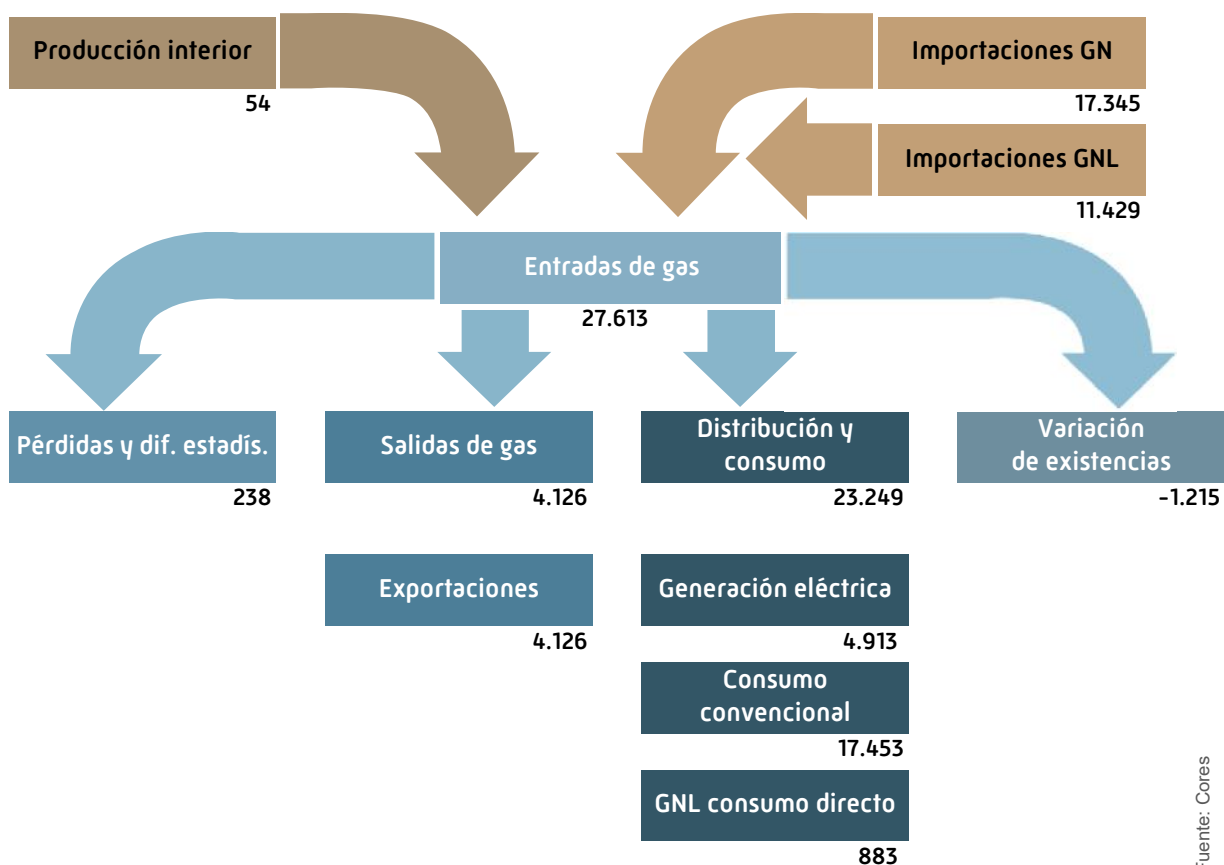 Producción interior
54
Importaciones GN
17.345
Importaciones GNL
11.429
Entradas de gas
27.613
Pérdidas y dif. estadís.
238
Salidas de gas
4.126
Distribución y
consumo
23.249
Variación
de existencias
-1.215
Exportaciones
4.126
Generación eléctrica
4.913
Consumo
convencional
17.453
GNL consumo directo
883
Fuente: Cores